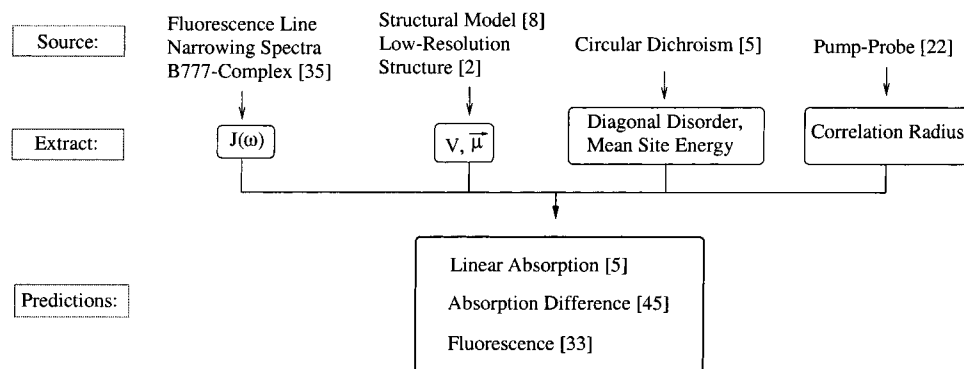 Source:
Fluorescence Line
Narrowing Spectra
B777-Complex [35]
Structural Model [8]
Low-Resolution
Structure [2]
Circular Dichroism [5]
Pump-Probe [22]
Extract:
J(ω)
V, μ⃗
Diagonal Disorder,
Mean Site Energy
Correlation Radius
Predictions:
Linear Absorption [5]
Absorption Difference [45]
Fluorescence [33]